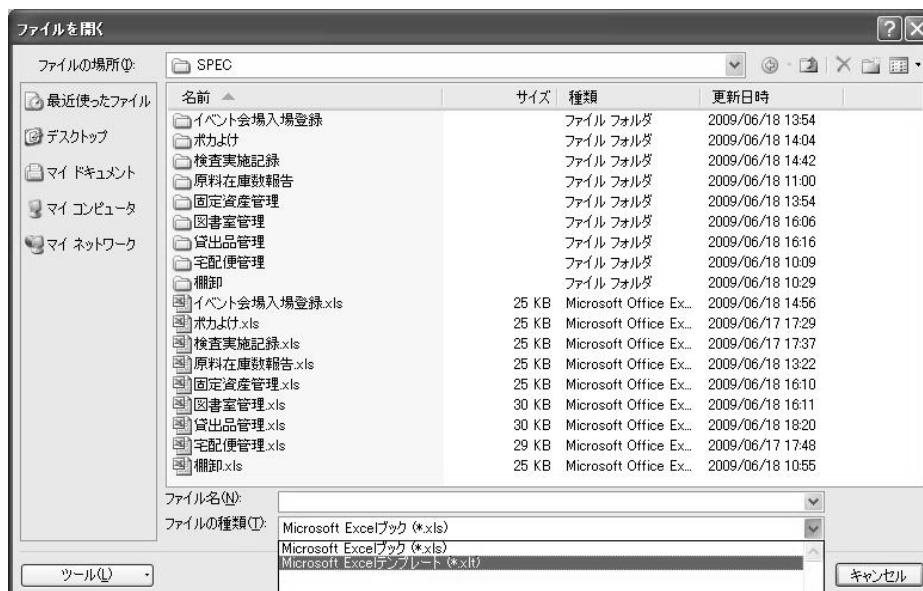 ファイルを開く
ファイルの場所(I): SPEC
最近使ったファイル
デスクトップ
マイ ドキュメント
マイ コンピュータ
マイ ネットワーク
名前 サイズ 種類 更新日時
イベント会場入場登録 ファイル フォルダ 2009/06/18 13:54
ポカよけ ファイル フォルダ 2009/06/18 14:04
検査実施記録 ファイル フォルダ 2009/06/18 14:42
原料在庫数報告 ファイル フォルダ 2009/06/18 11:00
固定資産管理 ファイル フォルダ 2009/06/18 13:54
図書室管理 ファイル フォルダ 2009/06/18 16:06
貸出品管理 ファイル フォルダ 2009/06/18 16:16
宅配便管理 ファイル フォルダ 2009/06/18 10:09
棚卸 ファイル フォルダ 2009/06/18 10:29
イベント会場入場登録.xls 25 KB Microsoft Office Ex... 2009/06/18 14:56
ポカよけ.xls 25 KB Microsoft Office Ex... 2009/06/17 17:29
検査実施記録.xls 25 KB Microsoft Office Ex... 2009/06/17 17:37
原料在庫数報告.xls 25 KB Microsoft Office Ex... 2009/06/18 13:22
固定資産管理.xls 25 KB Microsoft Office Ex... 2009/06/18 16:10
図書室管理.xls 30 KB Microsoft Office Ex... 2009/06/18 16:11
貸出品管理.xls 30 KB Microsoft Office Ex... 2009/06/18 18:20
宅配便管理.xls 29 KB Microsoft Office Ex... 2009/06/17 17:48
棚卸.xls 25 KB Microsoft Office Ex... 2009/06/18 10:55
ファイル名(N):
ファイルの種類(T): Microsoft Excelブック (*.xls)
Microsoft Excelブック (*.xls)
Microsoft Excelテンプレート (*.xlt)
ツール(L) キャンセル